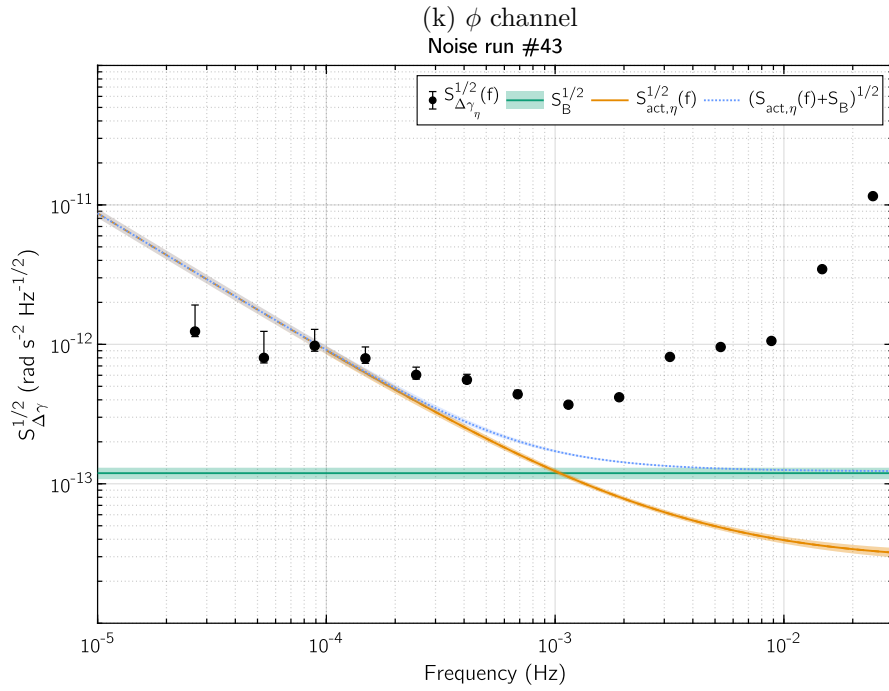 (k) ϕ channel
Noise run #43
S^{1/2}_{Δγ_η}(f) S_B^{1/2} S^{1/2}_{act,η}(f) (S_{act,η}(f)+S_B)^{1/2}
10^{-11}
10^{-12}
10^{-13}
S^{1/2}_{Δγ} (rad s^{-2} Hz^{-1/2})
10^{-5} 10^{-4} 10^{-3} 10^{-2}
Frequency (Hz)